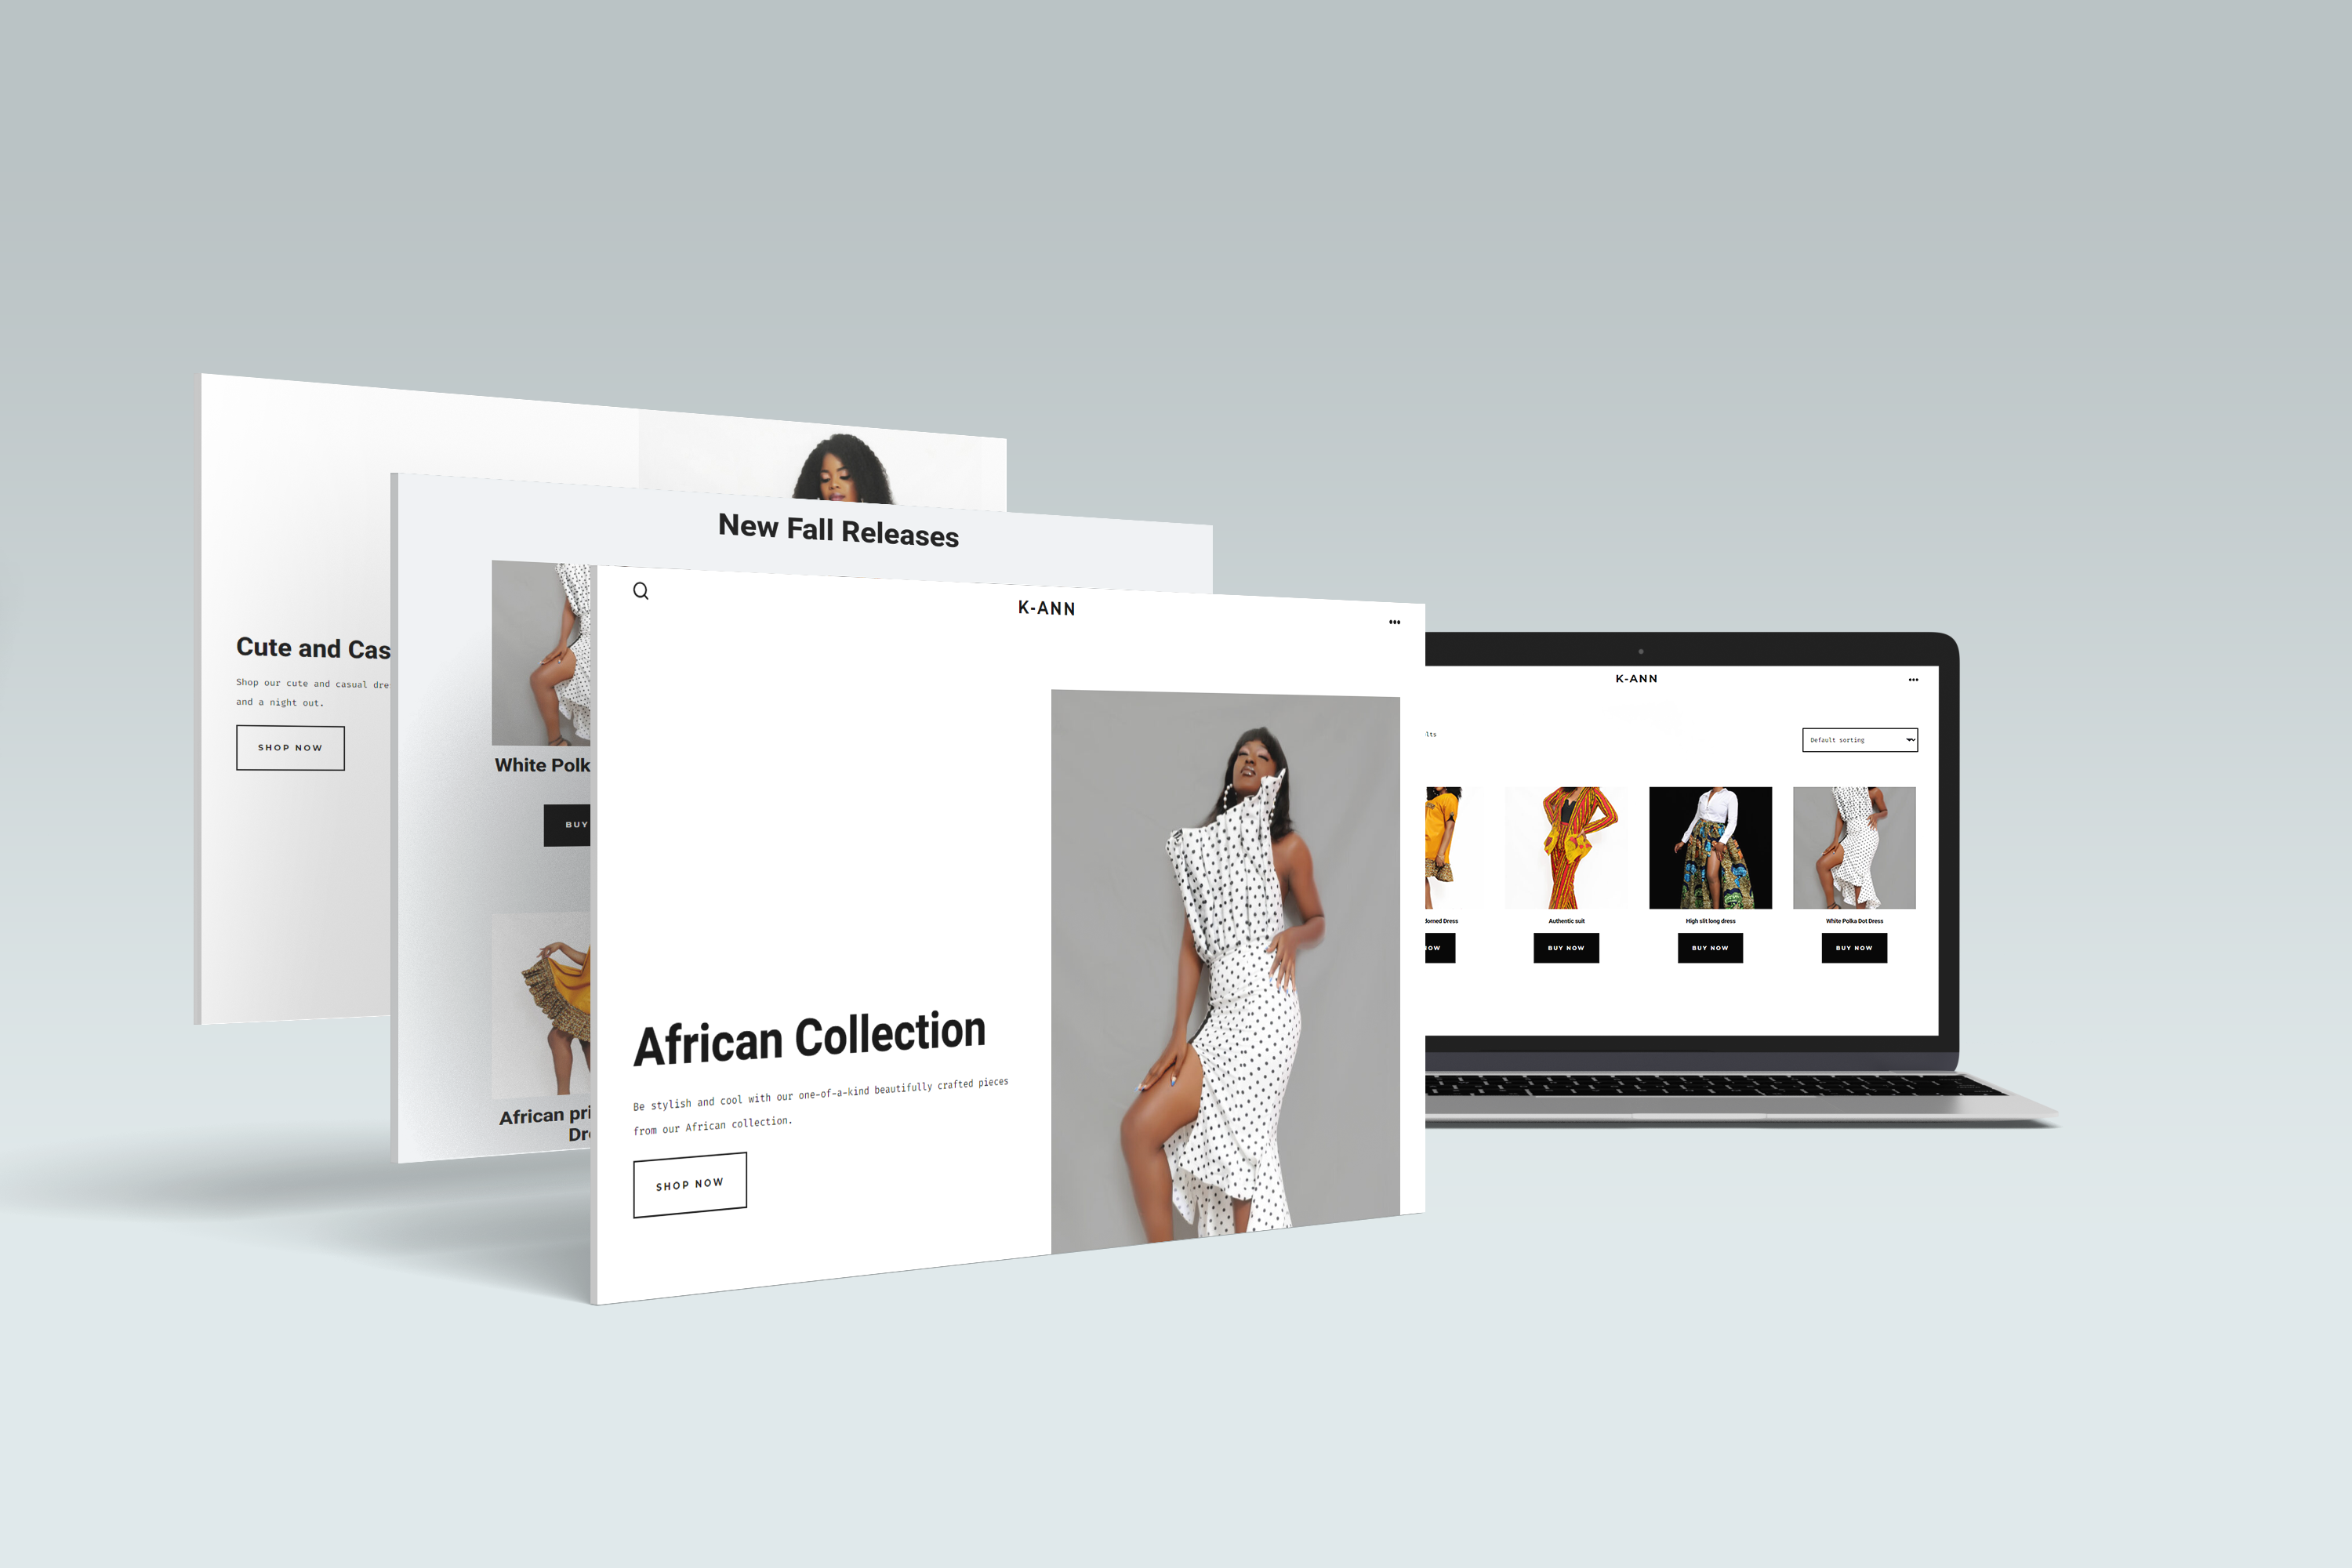 Cute and Cas
Shop our cute and casual dre
and a night out.
SHOP NOW
New Fall Releases
White Polk
BUY
African pri
Dr
K-ANN
African Collection
Be stylish and cool with our one-of-a-kind beautifully crafted pieces
from our African collection.
SHOP NOW
K-ANN
lts
Default sorting
dorned Dress
OW
Authentic suit
BUY NOW
High slit long dress
BUY NOW
White Polka Dot Dress
BUY NOW